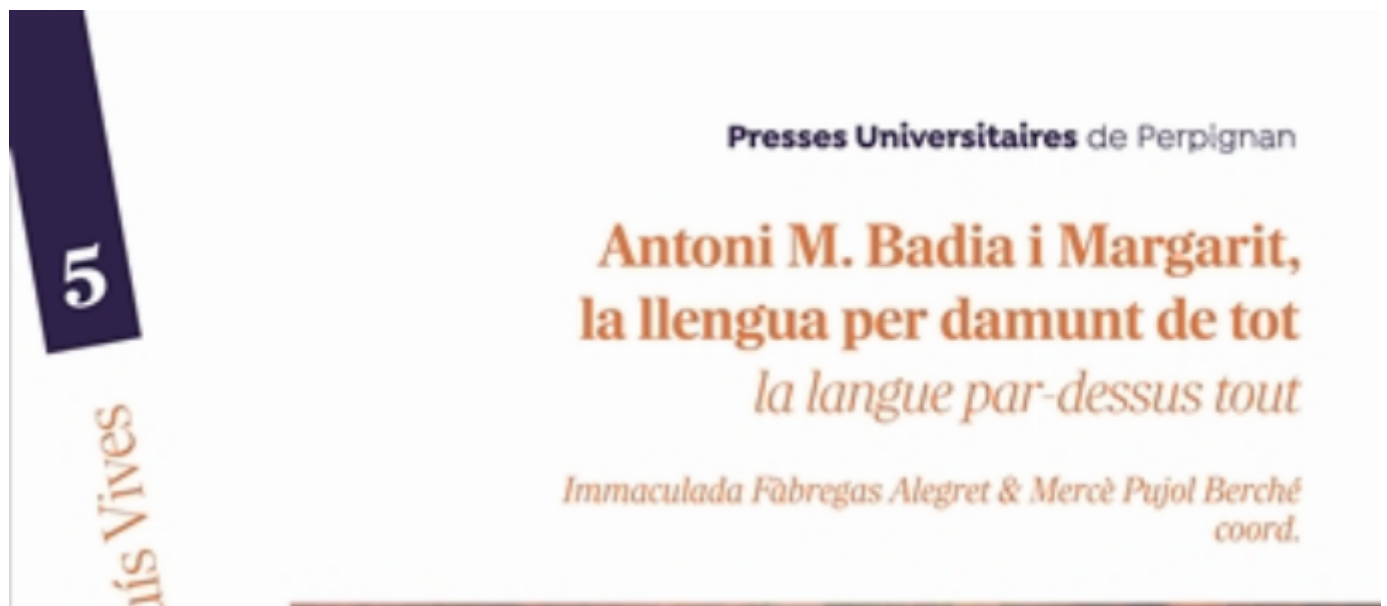 5
Vives
Presses Universitaires de Perpignan
Antoni M. Badia i Margarit,
la llengua per damunt de tot
la langue par-dessus tout
Immaculada Fàbregas Alegret & Mercè Pujol Berché
coord.